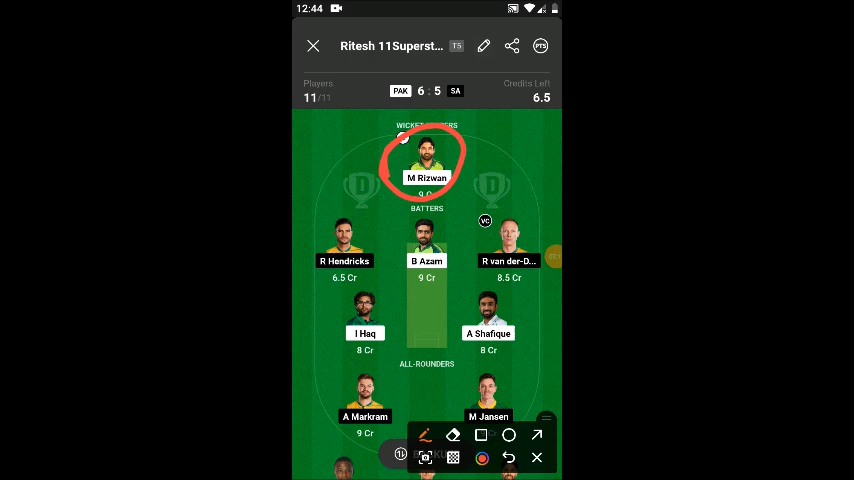 12:44
Ritesh 11Superst... T5 PTS
Players Credits Left
11/11 PAK 6 : 5 SA 6.5
M Rizwan
BATTERS
VC
R Hendricks B Azam R van der-D...
6.5 Cr 9 Cr 8.5 Cr
I Haq A Shafique
8 Cr 8 Cr
ALL-ROUNDERS
A Markram M Jansen
9 Cr